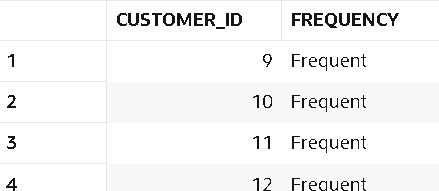 CUSTOMER_ID FREQUENCY
1 9 Frequent
2 10 Frequent
3 11 Frequent
4 12 Frequent